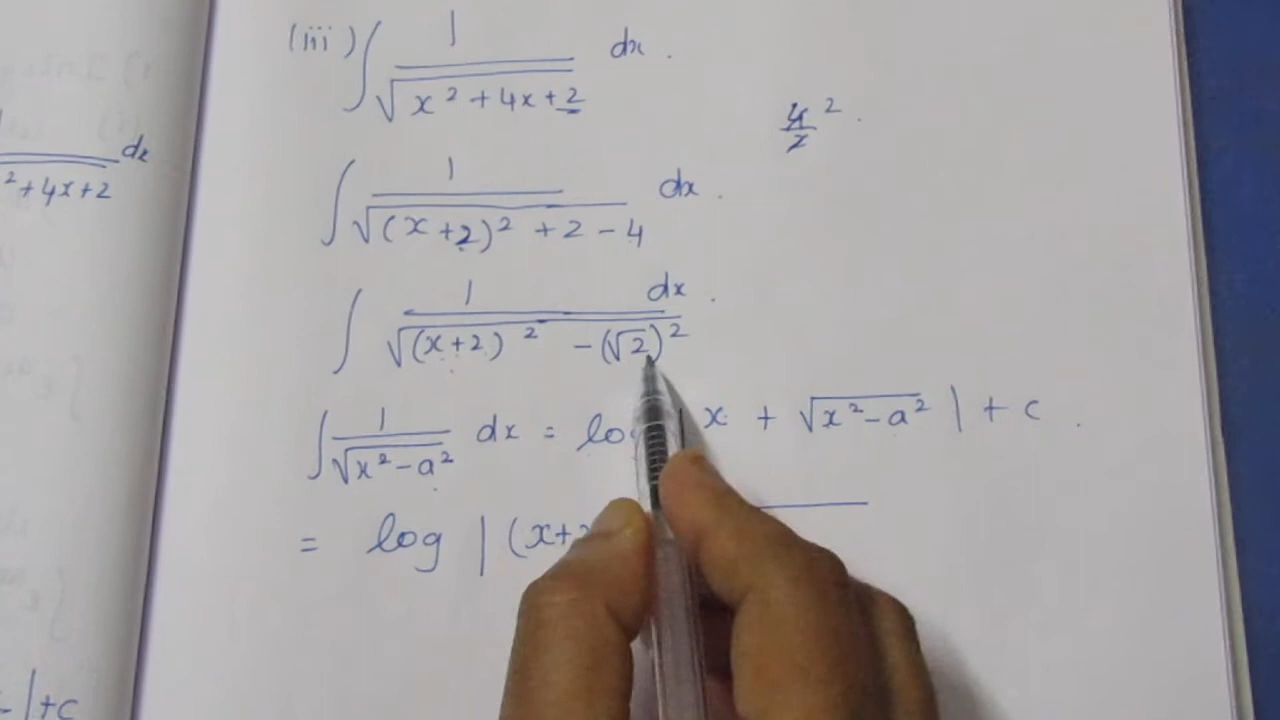 (iii) ∫ 1/√(x² + 4x + 2) dx .
4/2 ² .
∫ 1/√((x + 2)² + 2 − 4) dx .
∫ 1/√((x+2)² − (√2)²) dx .
∫ 1/√(x² − a²) dx = log | x + √(x² − a²) | + c .
= log | (x+
dx
² + 4x + 2
|+c